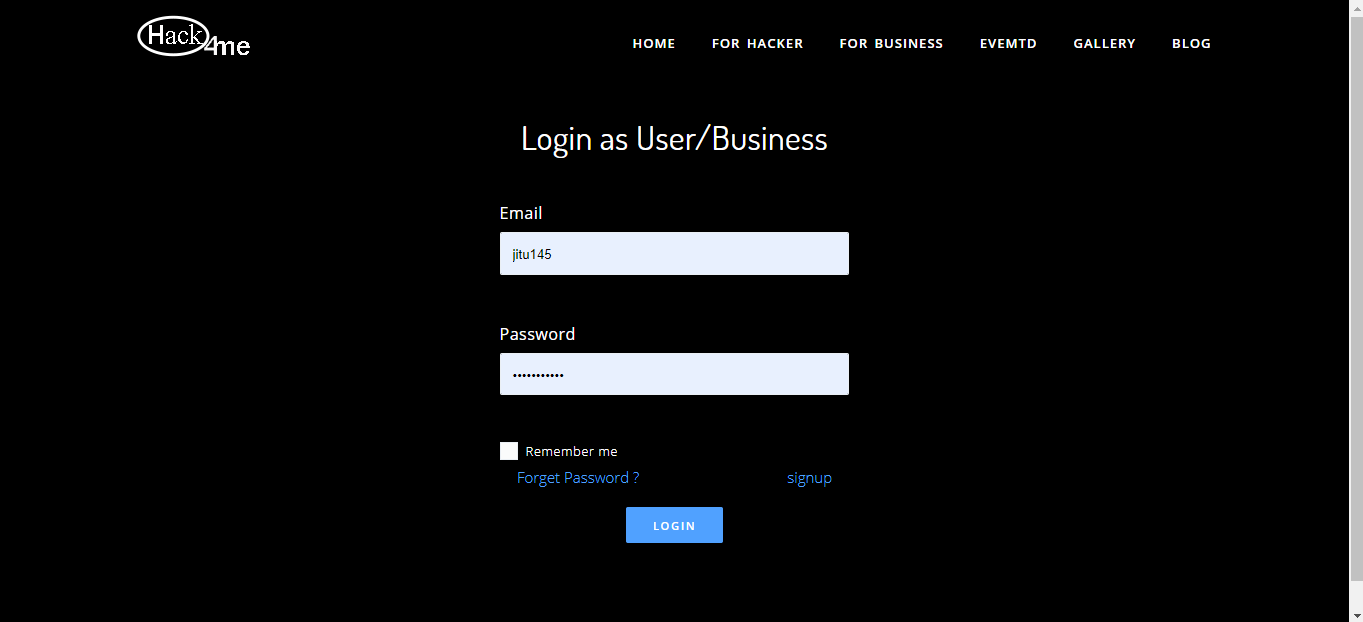 Hack4me
HOME FOR HACKER FOR BUSINESS EVEMTD GALLERY BLOG
Login as User/Business
Email
jitu145
Password
•••••••••••
Remember me
Forget Password ? signup
LOGIN